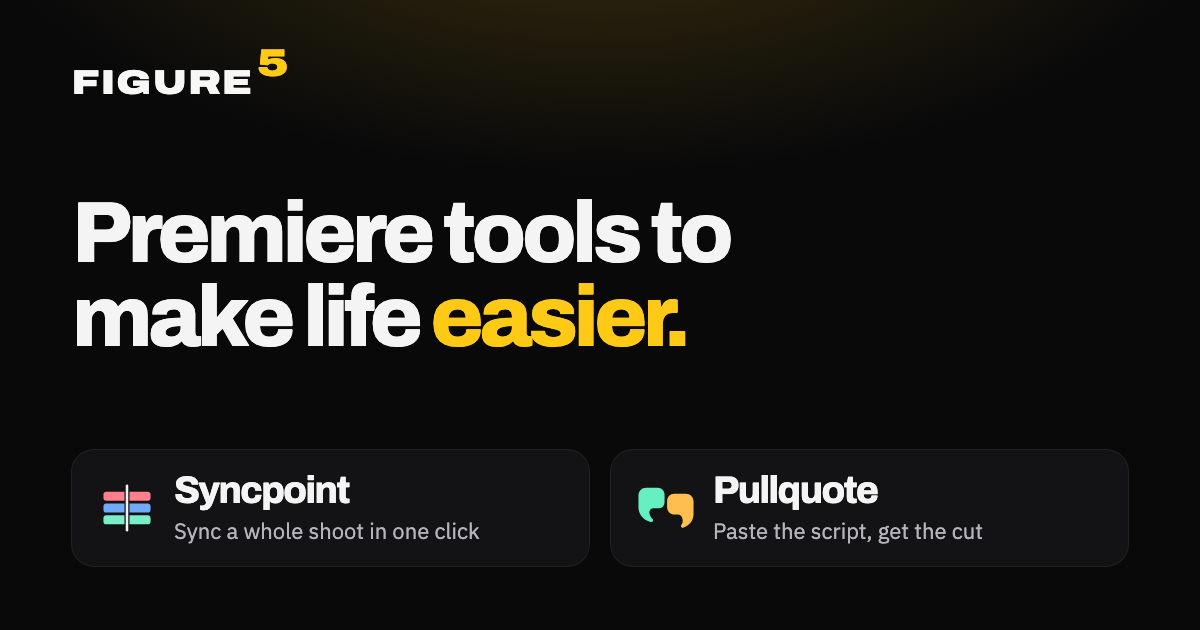 FIGURE 5
Premiere tools to
make life easier.
Syncpoint
Sync a whole shoot in one click
Pullquote
Paste the script, get the cut